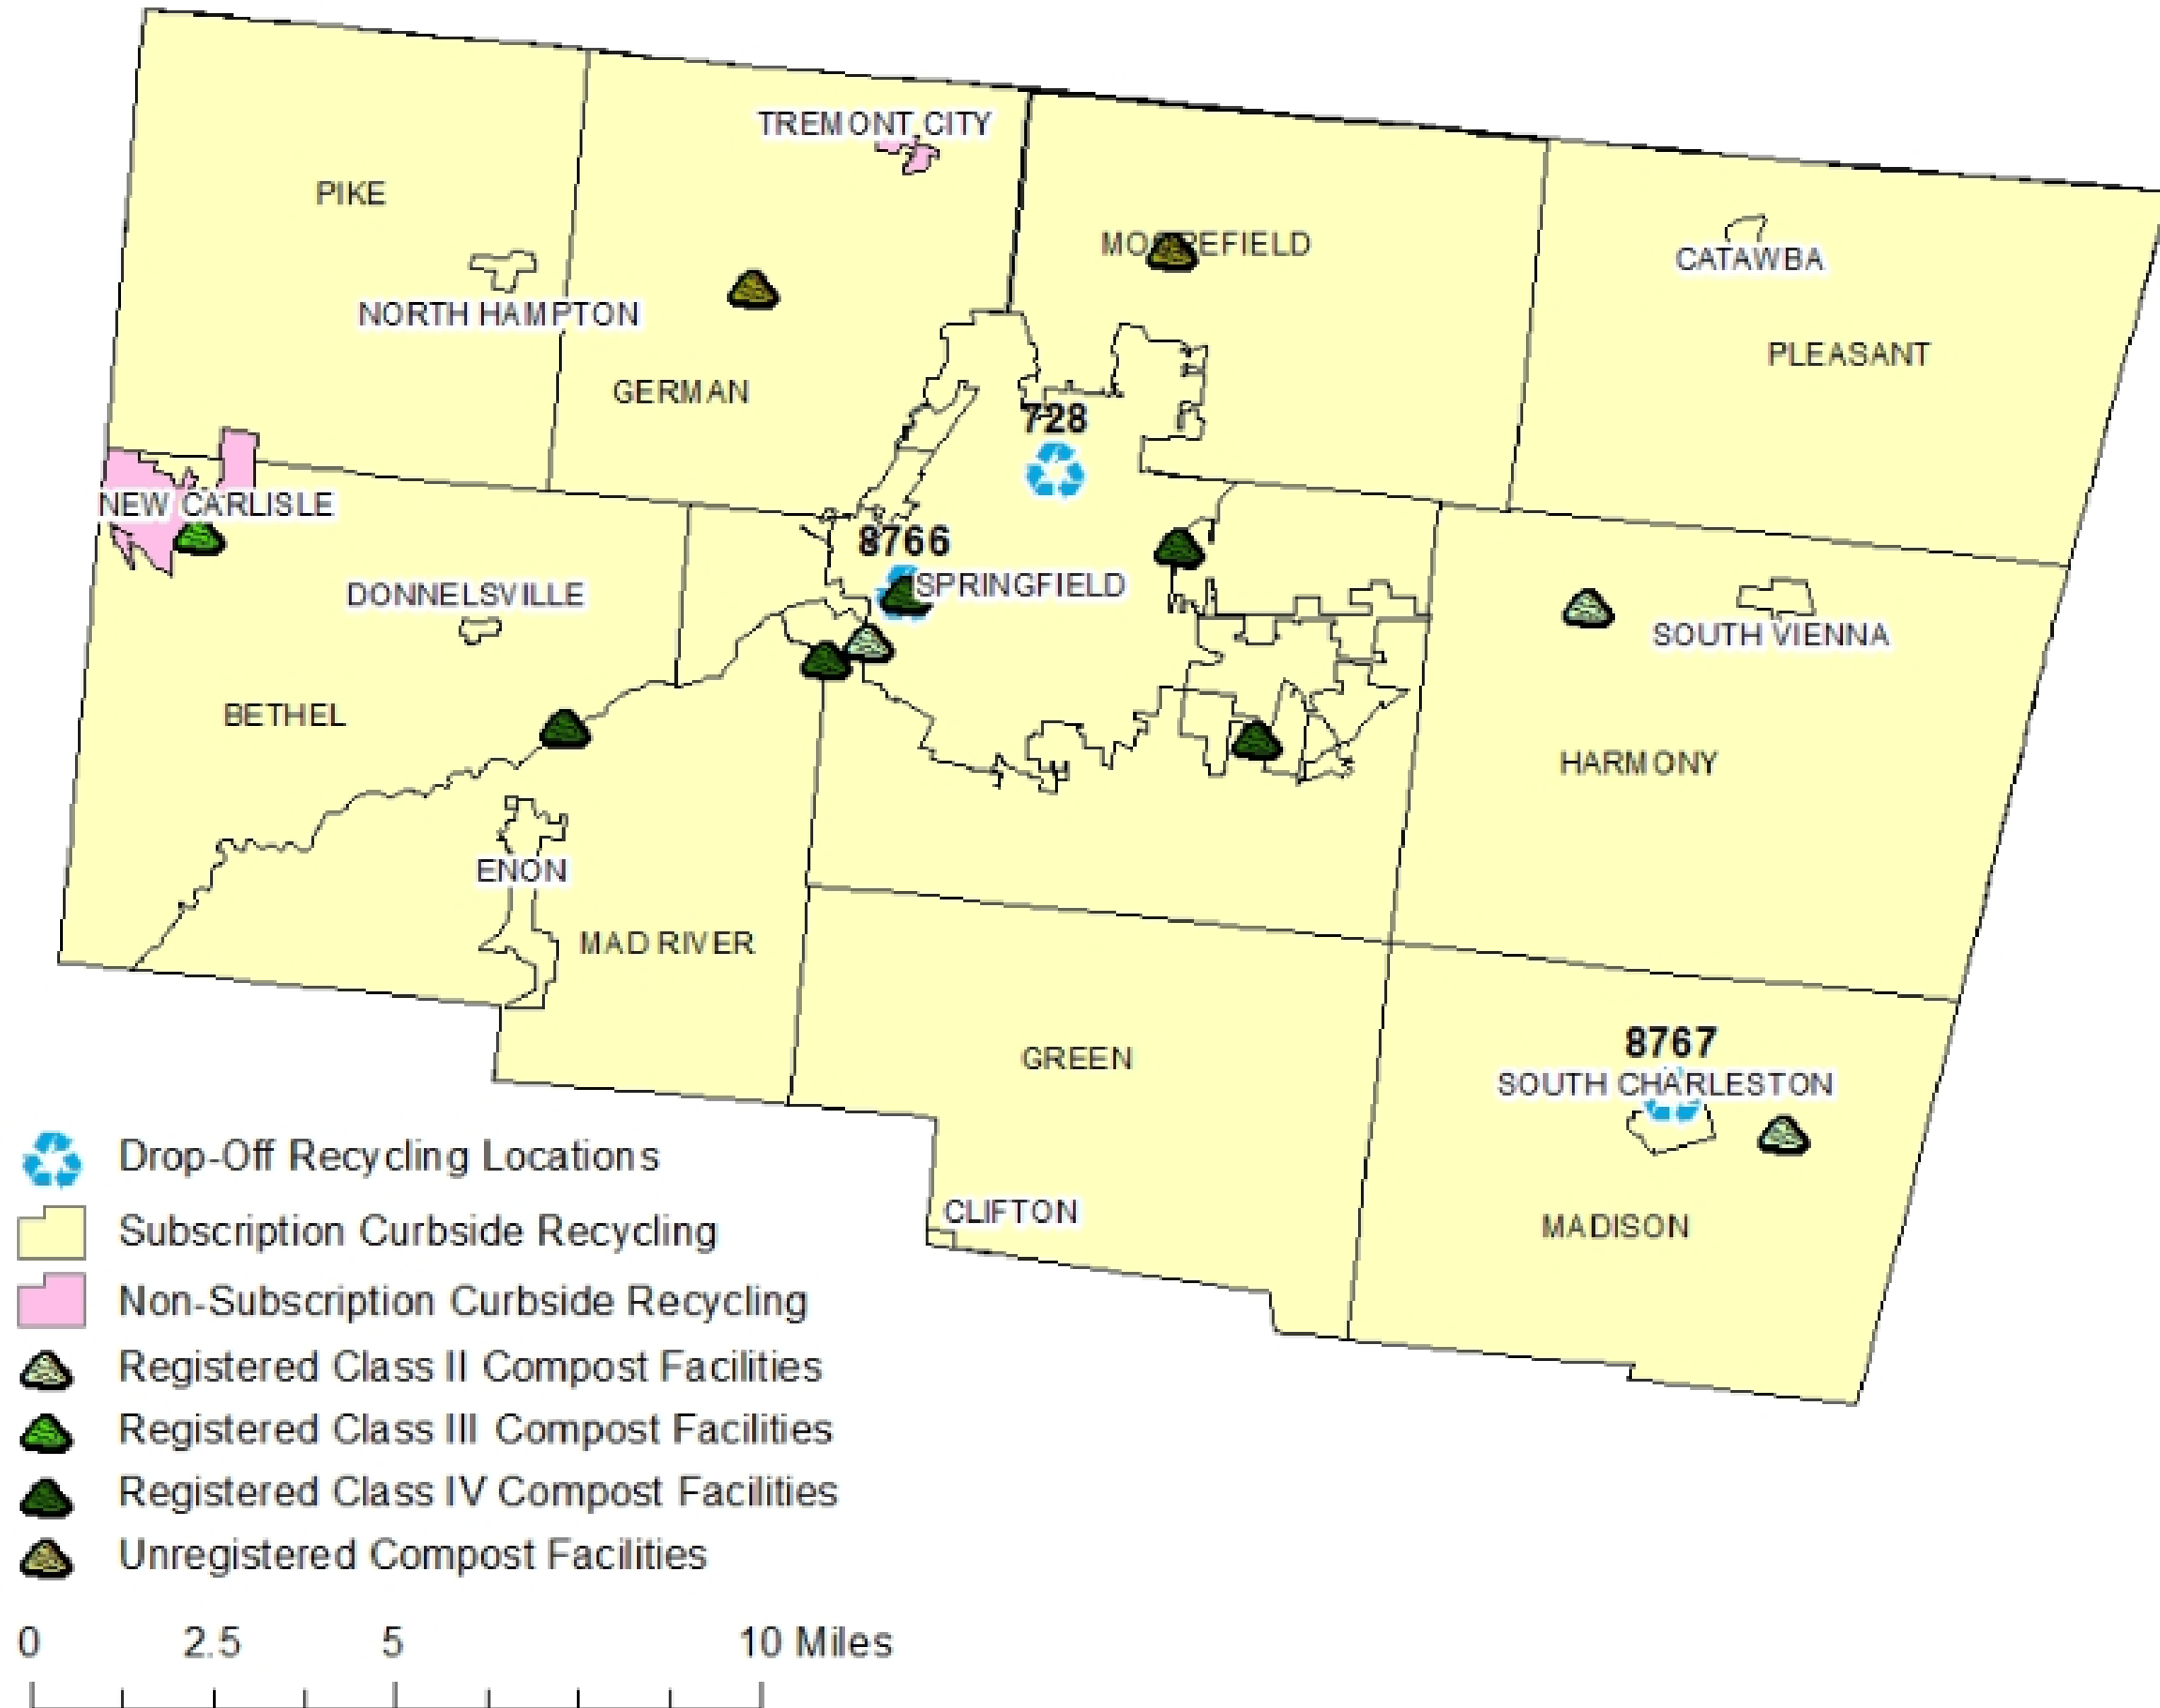 TREMONT CITY
PIKE
MOOREFIELD
CATAWBA
NORTH HAMPTON
PLEASANT
GERMAN
728
NEW CARLISLE
8766
SPRINGFIELD
DONNELSVILLE
SOUTH VIENNA
BETHEL
HARMONY
ENON
MAD RIVER
8767
GREEN
SOUTH CHARLESTON
CLIFTON
MADISON
Drop-Off Recycling Locations
Subscription Curbside Recycling
Non-Subscription Curbside Recycling
Registered Class II Compost Facilities
Registered Class III Compost Facilities
Registered Class IV Compost Facilities
Unregistered Compost Facilities
0 2.5 5 10 Miles